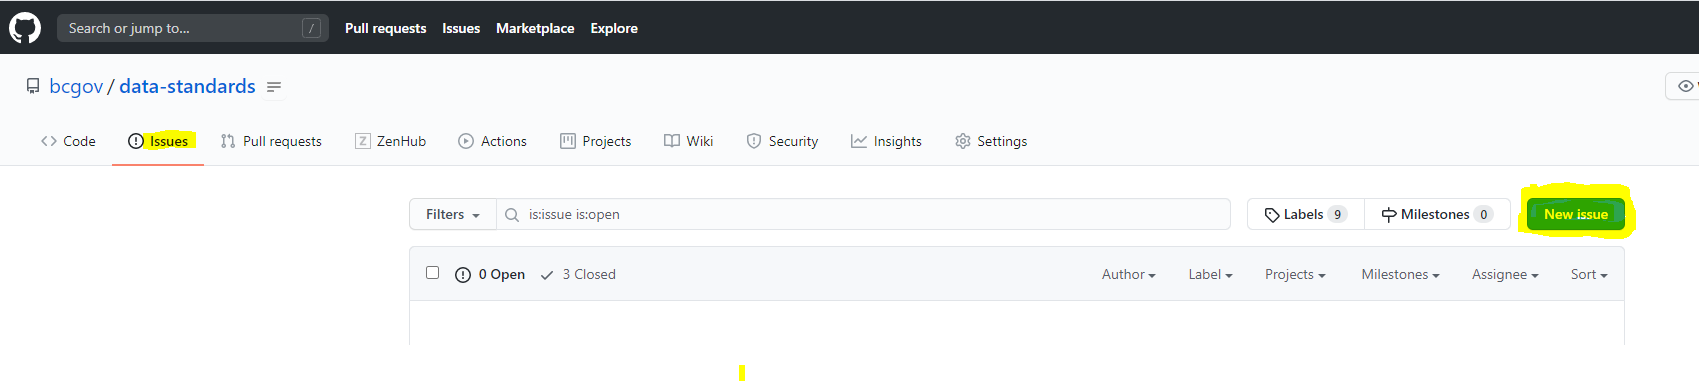 Search or jump to... / Pull requests Issues Marketplace Explore
bcgov / data-standards
Code Issues Pull requests ZenHub Actions Projects Wiki Security Insights Settings
Filters is:issue is:open Labels 9 Milestones 0 New issue
0 Open 3 Closed Author Label Projects Milestones Assignee Sort